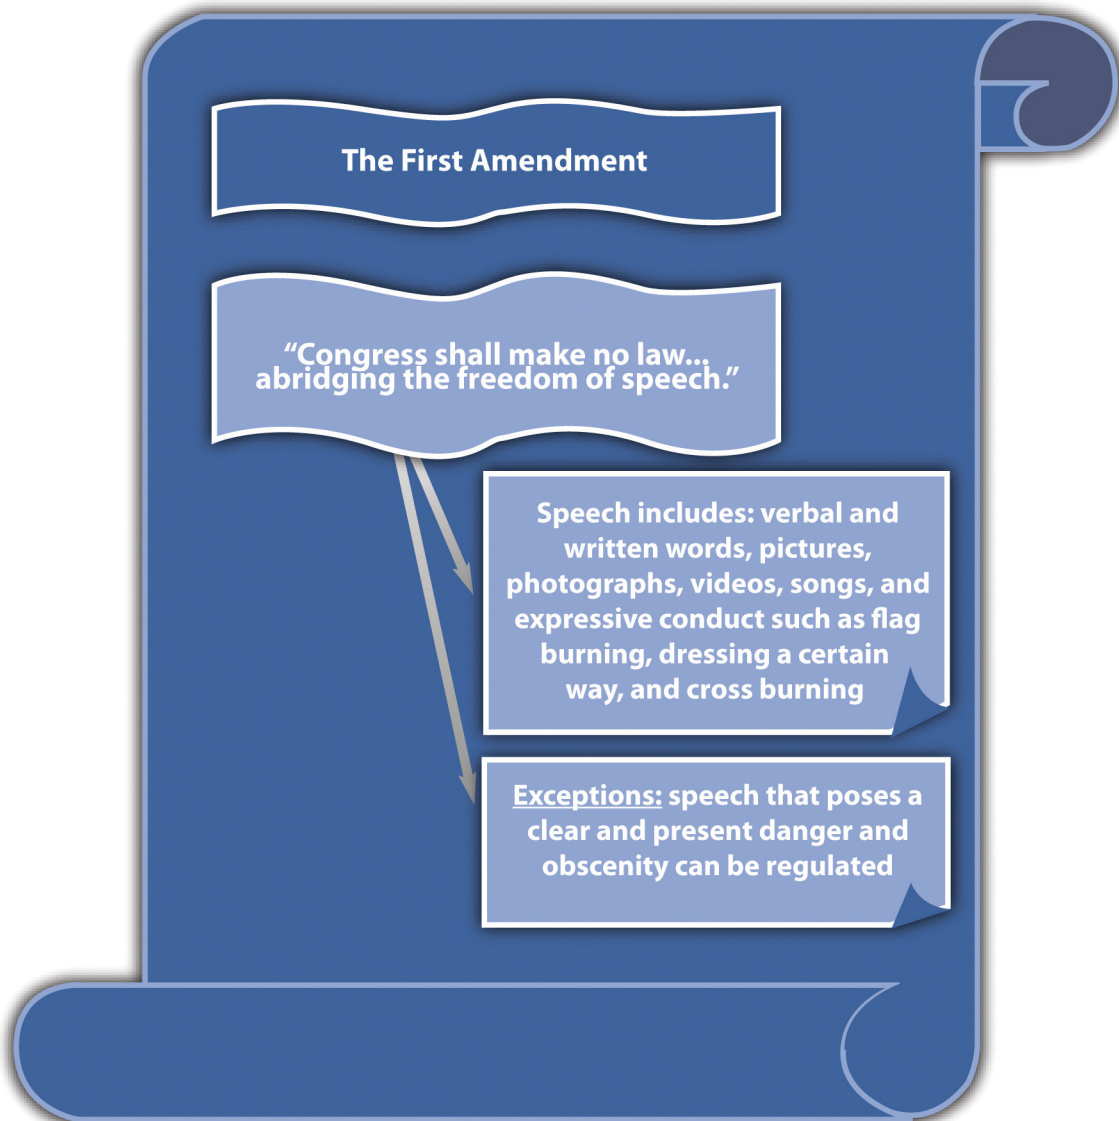 The First Amendment
“Congress shall make no law...
abridging the freedom of speech.”
Speech includes: verbal and
written words, pictures,
photographs, videos, songs, and
expressive conduct such as flag
burning, dressing a certain
way, and cross burning
Exceptions: speech that poses a
clear and present danger and
obscenity can be regulated